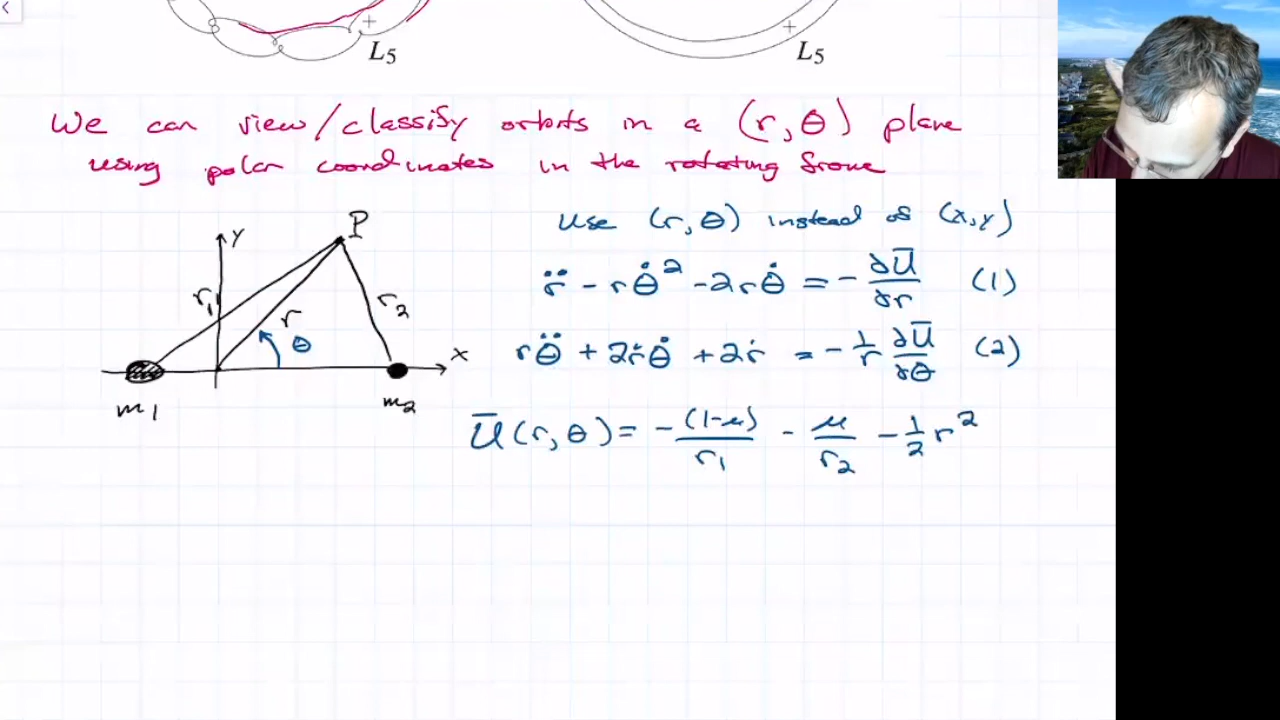 L₅ L₅
We can view/classify orbits in a (r, θ) plane
using polar coordinates in the rotating frame
Use (r, θ) instead of (x,y)
r̈ - rθ̇² - 2rθ̇ = - ∂Ū/∂r (1)
rθ̈ + 2ṙθ̇ + 2ṙ = - 1/r ∂Ū/∂θ (2)
Ū(r, θ) = - (1-μ)/r₁ - μ/r₂ - 1/2 r²
P
y
r₁
r
r₂
θ
x
m₁
m₂